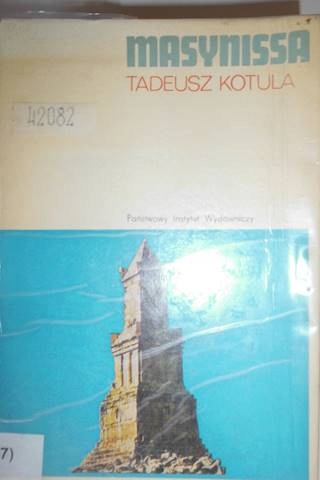 MASYNISSA
TADEUSZ KOTULA
42082
Państwowy Instytut Wydawniczy
7)